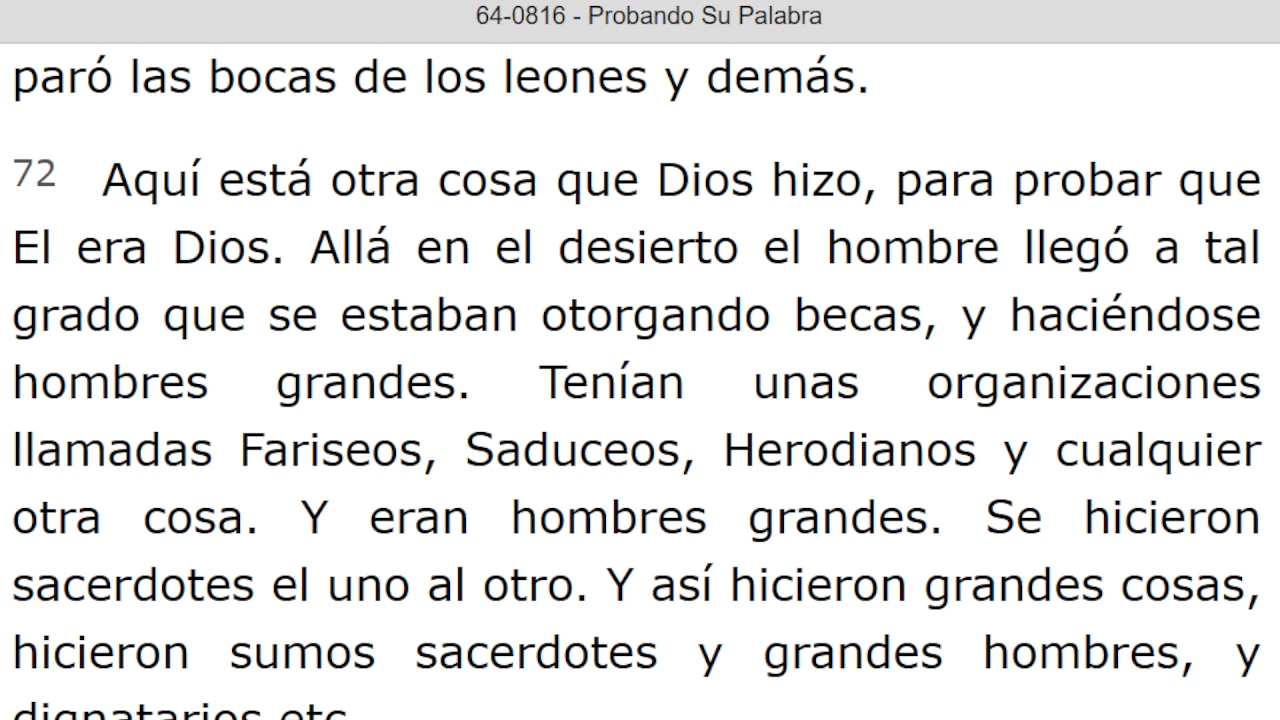 64-0816 - Probando Su Palabra
paró las bocas de los leones y demás.
72 Aquí está otra cosa que Dios hizo, para probar que
El era Dios. Allá en el desierto el hombre llegó a tal
grado que se estaban otorgando becas, y haciéndose
hombres grandes. Tenían unas organizaciones
llamadas Fariseos, Saduceos, Herodianos y cualquier
otra cosa. Y eran hombres grandes. Se hicieron
sacerdotes el uno al otro. Y así hicieron grandes cosas,
hicieron sumos sacerdotes y grandes hombres, y
dignatarios etc